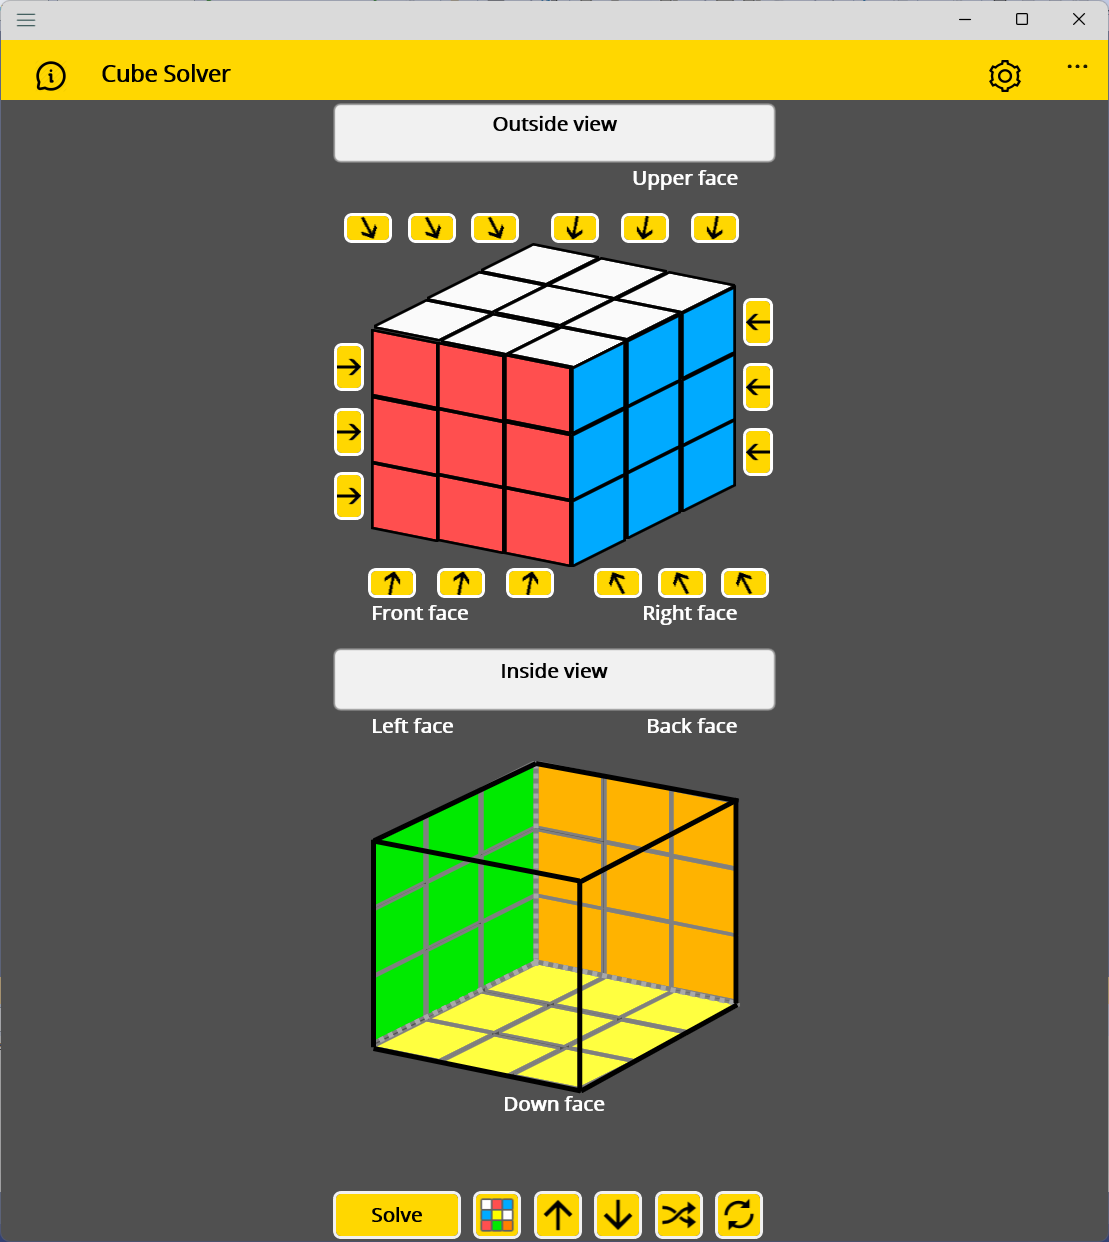 Cube Solver
Outside view
Upper face
Front face
Right face
Inside view
Left face
Back face
Down face
Solve